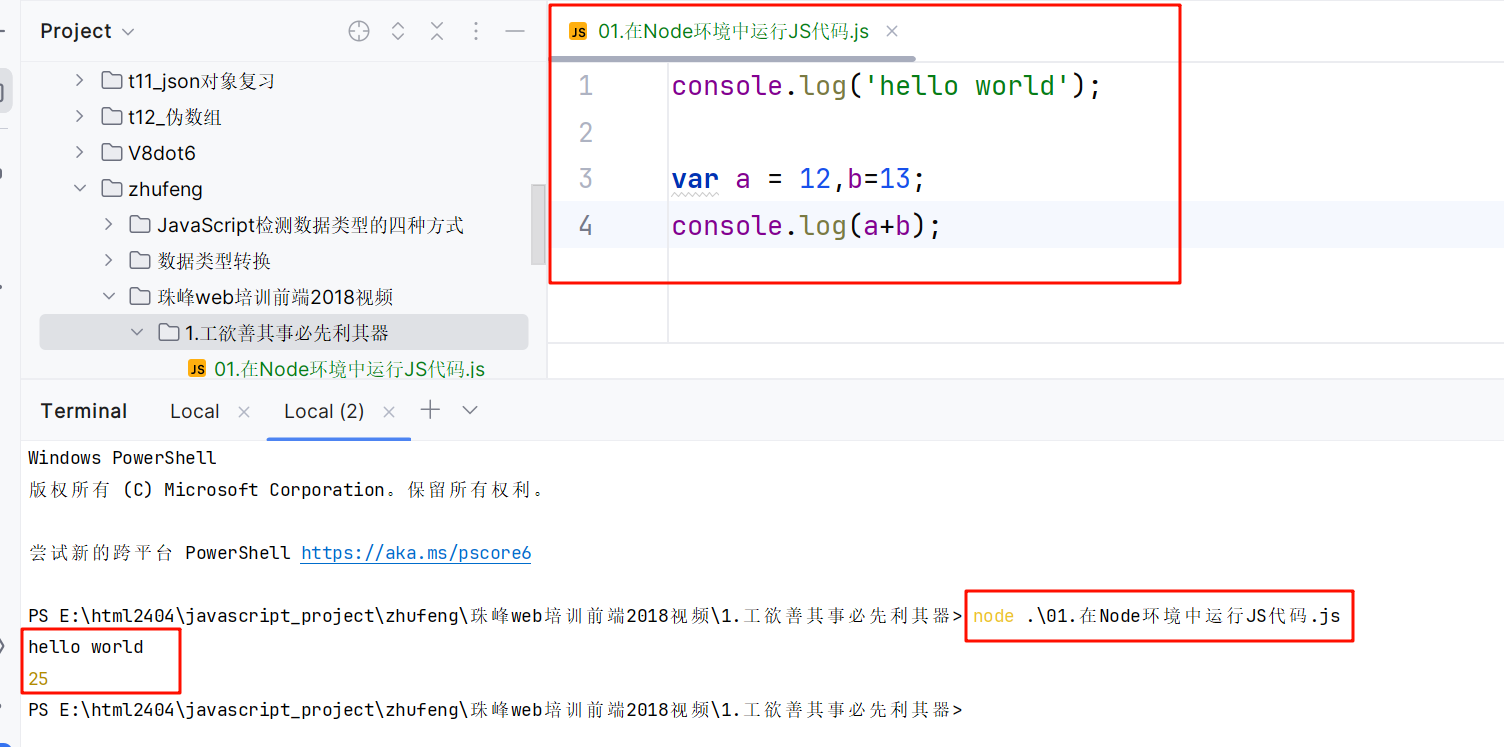 Project
t11_json对象复习
t12_伪数组
V8dot6
zhufeng
JavaScript检测数据类型的四种方式
数据类型转换
珠峰web培训前端2018视频
1.工欲善其事必先利其器
JS 01.在Node环境中运行JS代码.js
JS 01.在Node环境中运行JS代码.js
1 console.log('hello world');
2
3 var a = 12,b=13;
4 console.log(a+b);
Terminal Local Local (2)
Windows PowerShell
版权所有 (C) Microsoft Corporation。保留所有权利。
尝试新的跨平台 PowerShell https://aka.ms/pscore6
PS E:\html2404\javascript_project\zhufeng\珠峰web培训前端2018视频\1.工欲善其事必先利其器> node .\01.在Node环境中运行JS代码.js
hello world
25
PS E:\html2404\javascript_project\zhufeng\珠峰web培训前端2018视频\1.工欲善其事必先利其器>